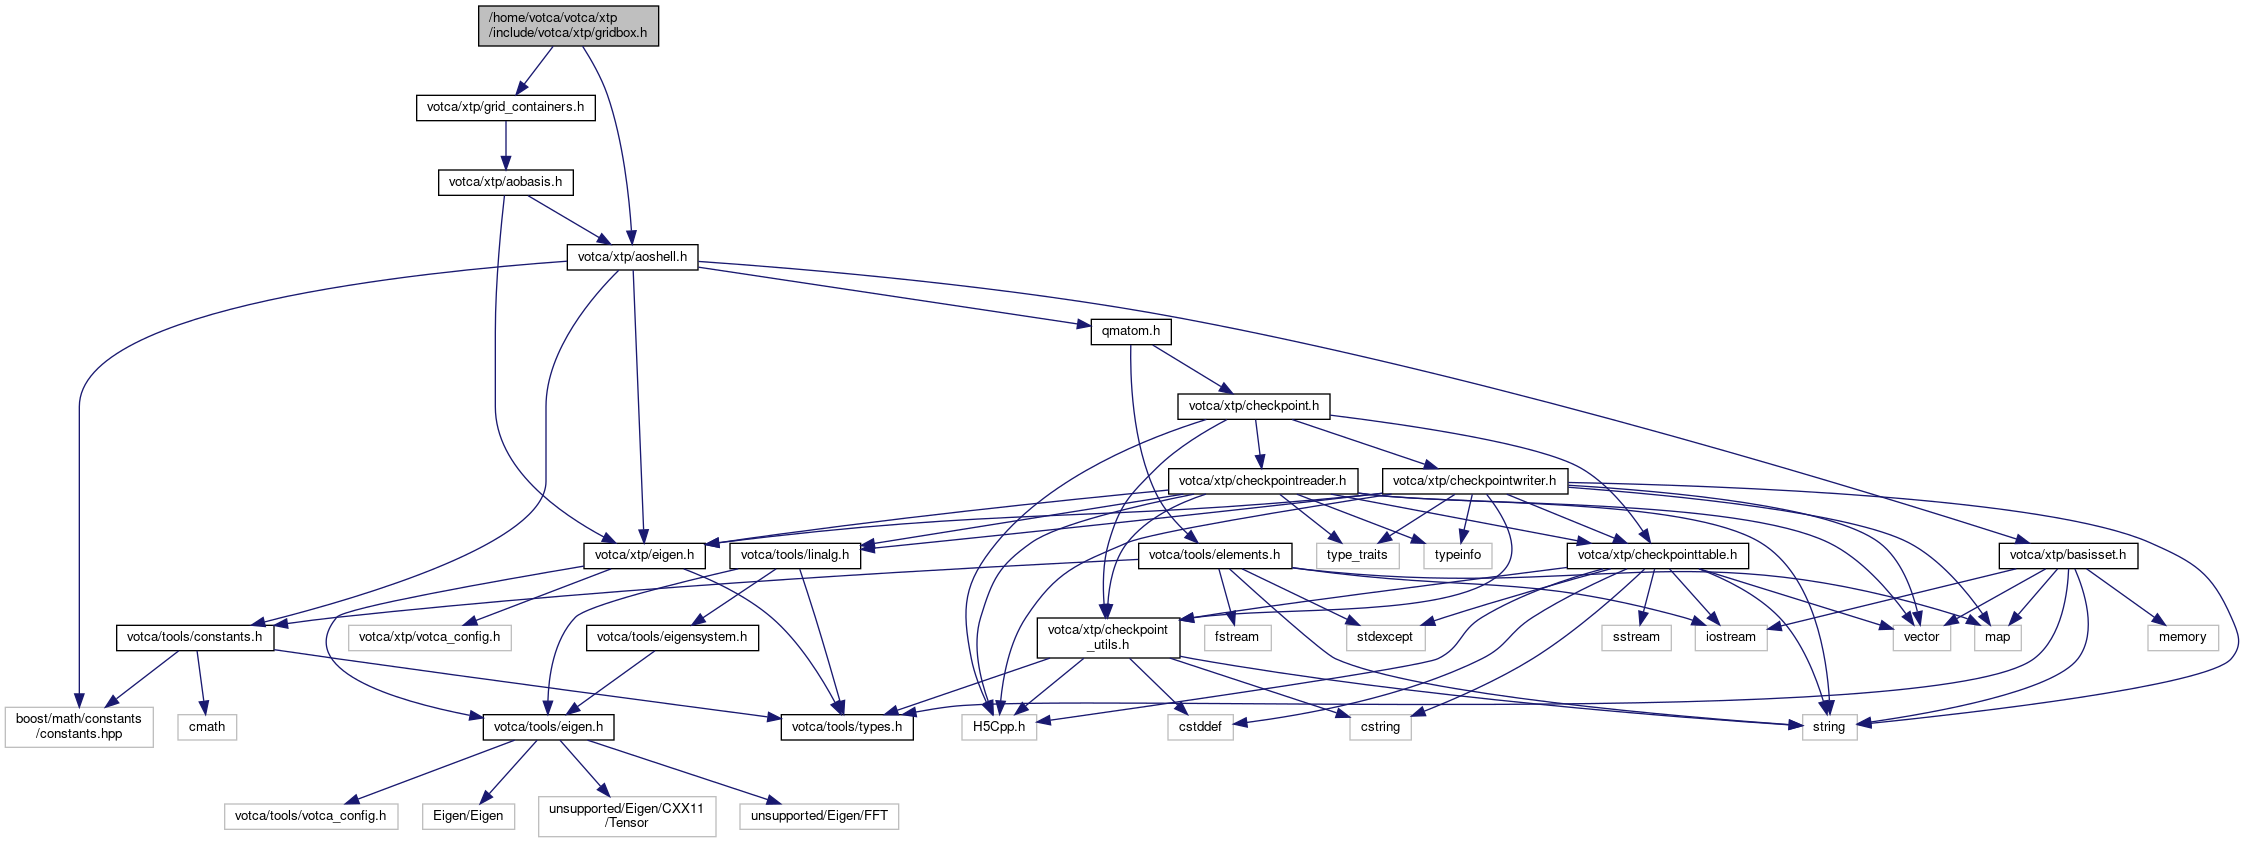 /home/votca/votca/xtp
/include/votca/xtp/gridbox.h
votca/xtp/grid_containers.h
votca/xtp/aobasis.h
votca/xtp/aoshell.h
qmatom.h
votca/xtp/checkpoint.h
votca/xtp/checkpointreader.h
votca/xtp/checkpointwriter.h
votca/xtp/eigen.h
votca/tools/linalg.h
votca/tools/elements.h
type_traits
typeinfo
votca/xtp/checkpointtable.h
votca/xtp/basisset.h
votca/tools/constants.h
votca/xtp/votca_config.h
votca/tools/eigensystem.h
votca/xtp/checkpoint
_utils.h
fstream
stdexcept
sstream
iostream
vector
map
memory
boost/math/constants
/constants.hpp
cmath
votca/tools/eigen.h
votca/tools/types.h
H5Cpp.h
cstddef
cstring
string
votca/tools/votca_config.h
Eigen/Eigen
unsupported/Eigen/CXX11
/Tensor
unsupported/Eigen/FFT